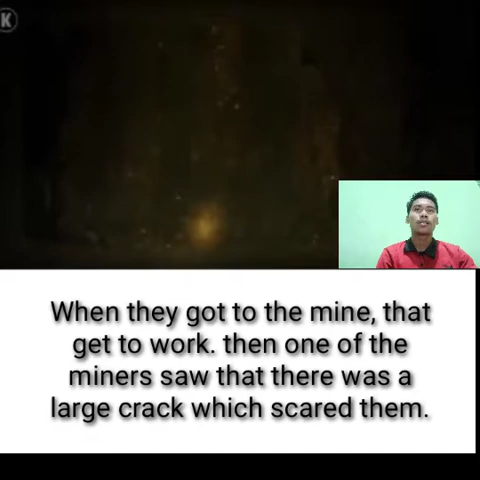 K
When they got to the mine, that
get to work. then one of the
miners saw that there was a
large crack which scared them.